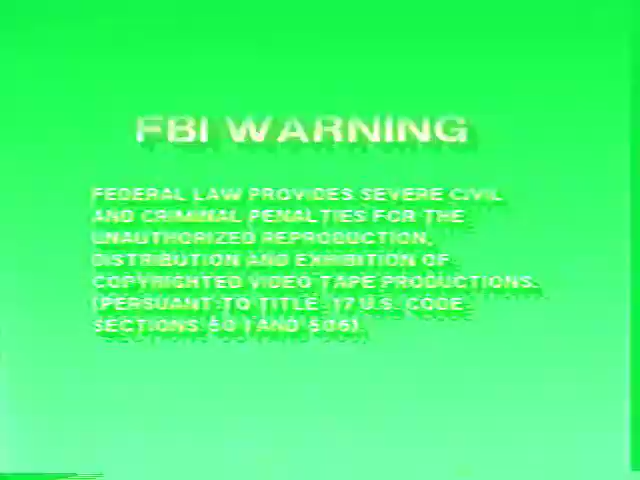 FBI WARNING
FEDERAL LAW PROVIDES SEVERE CIVIL
AND CRIMINAL PENALTIES FOR THE
UNAUTHORIZED REPRODUCTION,
DISTRIBUTION AND EXHIBITION OF
COPYRIGHTED VIDEO TAPE PRODUCTIONS.
(PERSUANT TO TITLE 17 U.S. CODE
SECTIONS 501 AND 506).